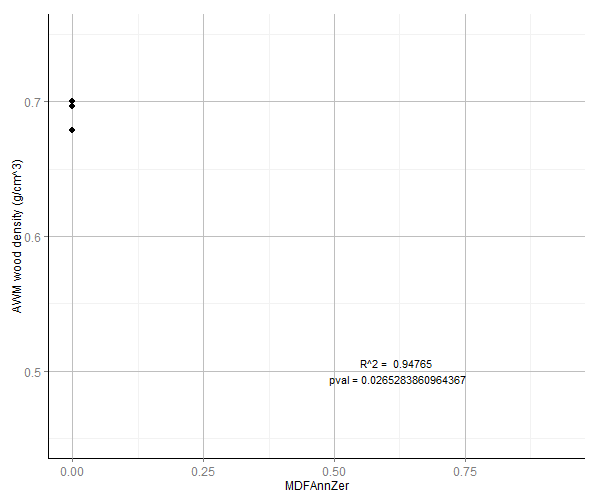 0.7
0.6
0.5
AWM wood density (g/cm^3)
R^2 = 0.94765
pval = 0.0265283860964367
0.00 0.25 0.50 0.75
MDFAnnZer